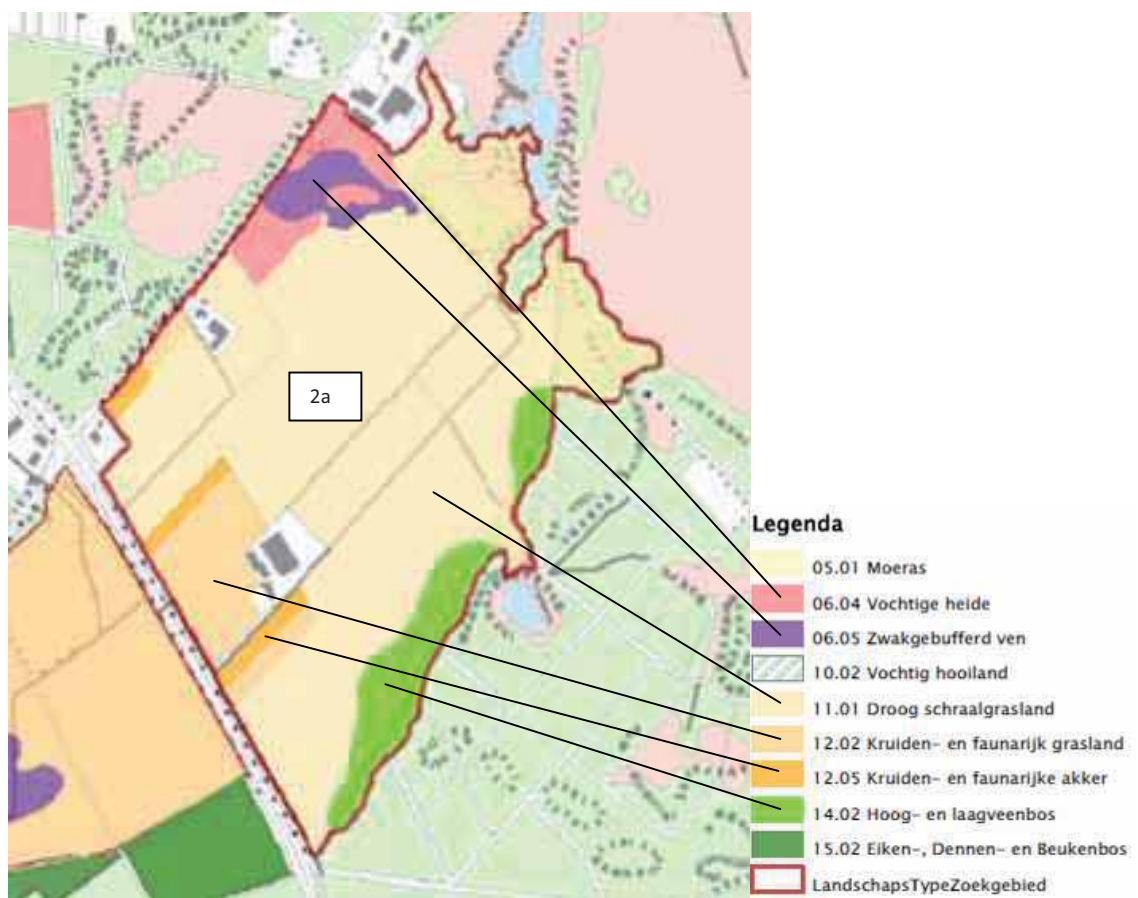 2a
Legenda
05.01 Moeras
06.04 Vochtige heide
06.05 Zwakgebufferd ven
10.02 Vochtig hooiland
11.01 Droog schraalgrasland
12.02 Kruiden- en faunarijk grasland
12.05 Kruiden- en faunarijke akker
14.02 Hoog- en laagveenbos
15.02 Eiken-, Dennen- en Beukenbos
LandschapsTypeZoekgebied